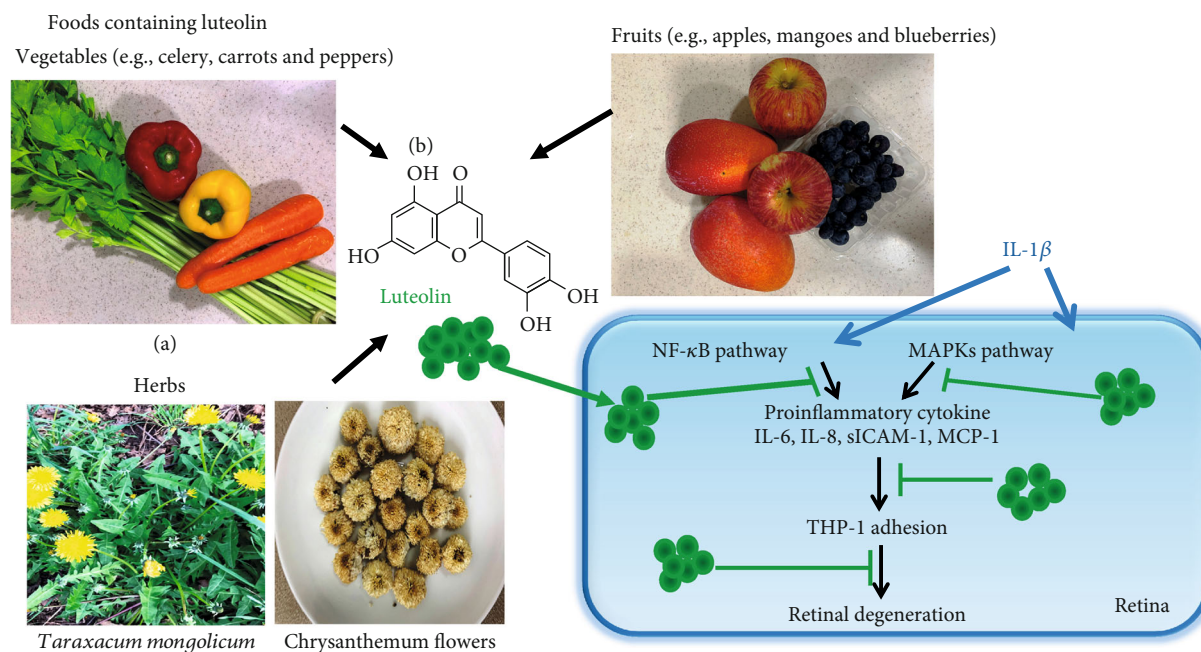 Foods containing luteolin
Vegetables (e.g., celery, carrots and peppers)
Fruits (e.g., apples, mangoes and blueberries)
(b)
OH
O
HO
O
OH
OH
Luteolin
(a)
Herbs
Taraxacum mongolicum
Chrysanthemum flowers
IL-1β
NF-κB pathway
MAPKs pathway
Proinflammatory cytokine
IL-6, IL-8, sICAM-1, MCP-1
THP-1 adhesion
Retinal degeneration
Retina